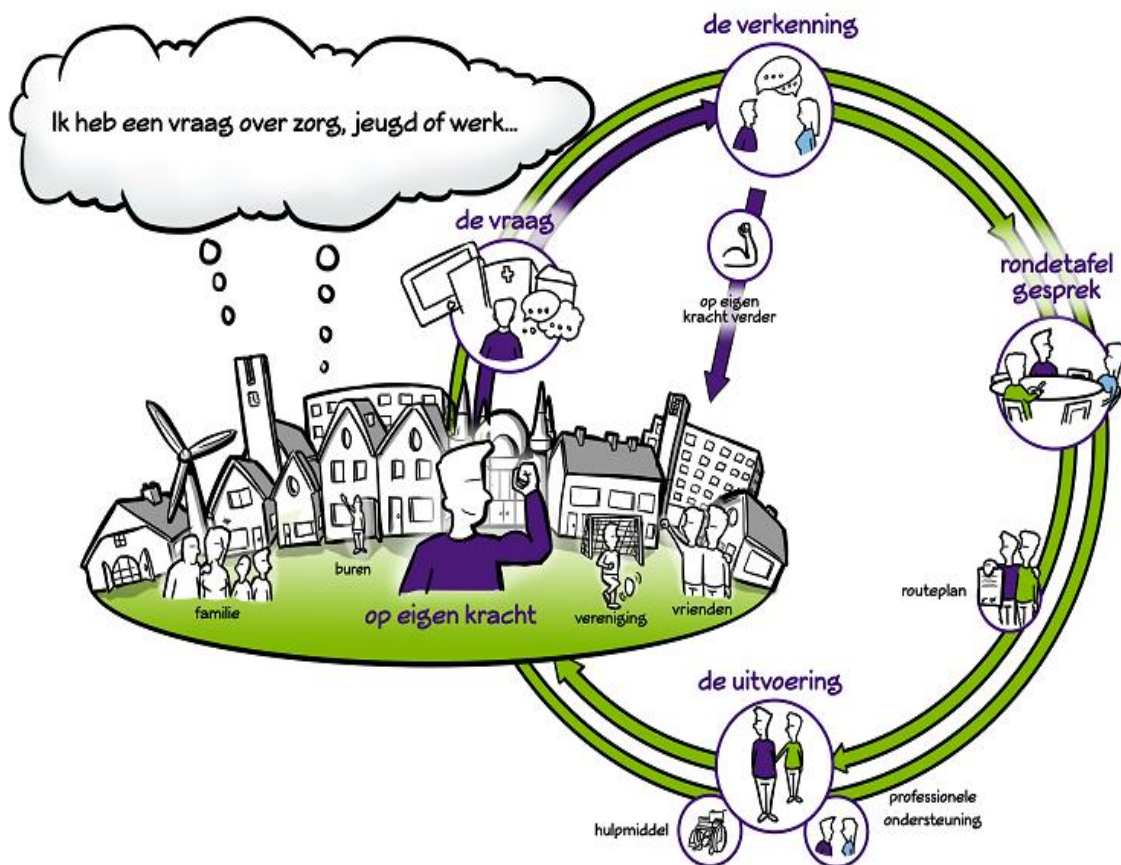 de verkenning
Ik heb een vraag over zorg, jeugd of werk...
de vraag
op eigen
kracht verder
rondetafel
gesprek
buren
familie
op eigen kracht
vereniging
vrienden
routeplan
de uitvoering
hulpmiddel
professionele
ondersteuning